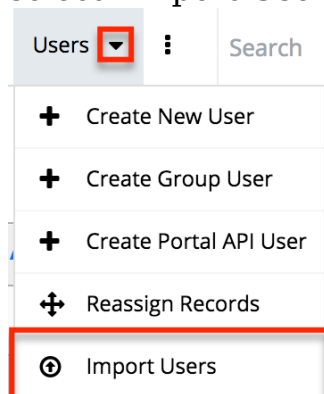 Users
Search
Create New User
Create Group User
Create Portal API User
Reassign Records
Import Users